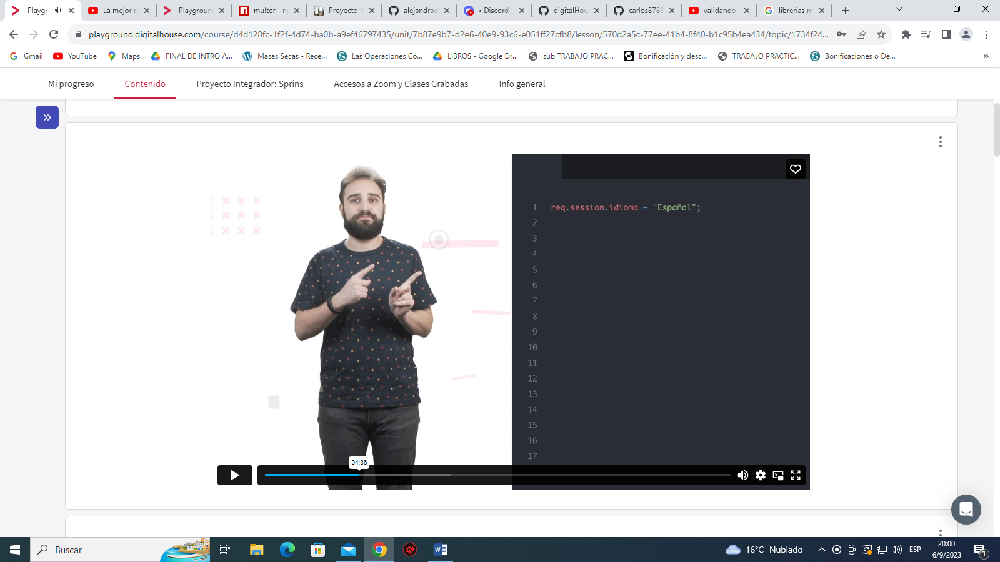 Playgr
La mejor re
Playground
multer - np
Proyecto-G
alejandrac
• Discord |
digitalHou
carlos8788
validando
librerias m
playground.digitalhouse.com/course/d4d128fc-1f2f-4d74-ba0b-a9ef46797435/unit/7b87e9b7-d2e6-40e9-93c6-e051ff27cfb8/lesson/570d2a5c-77ee-41b4-8f40-b1c95b4ea434/topic/1734f24...
Gmail
YouTube
Maps
FINAL DE INTRO A...
Masas Secas - Rece...
Las Operaciones Co...
LIBROS - Google Dr...
sub TRABAJO PRAC...
Bonificación y desc...
TRABAJO PRACTIC...
Bonificaciones o De...
»
Mi progreso
Contenido
Proyecto Integrador: Sprins
Accesos a Zoom y Clases Grabadas
Info general
1 req.session.idioma = "Español";
2
3
4
5
6
7
8
9
10
11
12
13
14
15
16
17
04:36
Buscar
16°C Nublado
ESP
20:00
6/9/2023
1